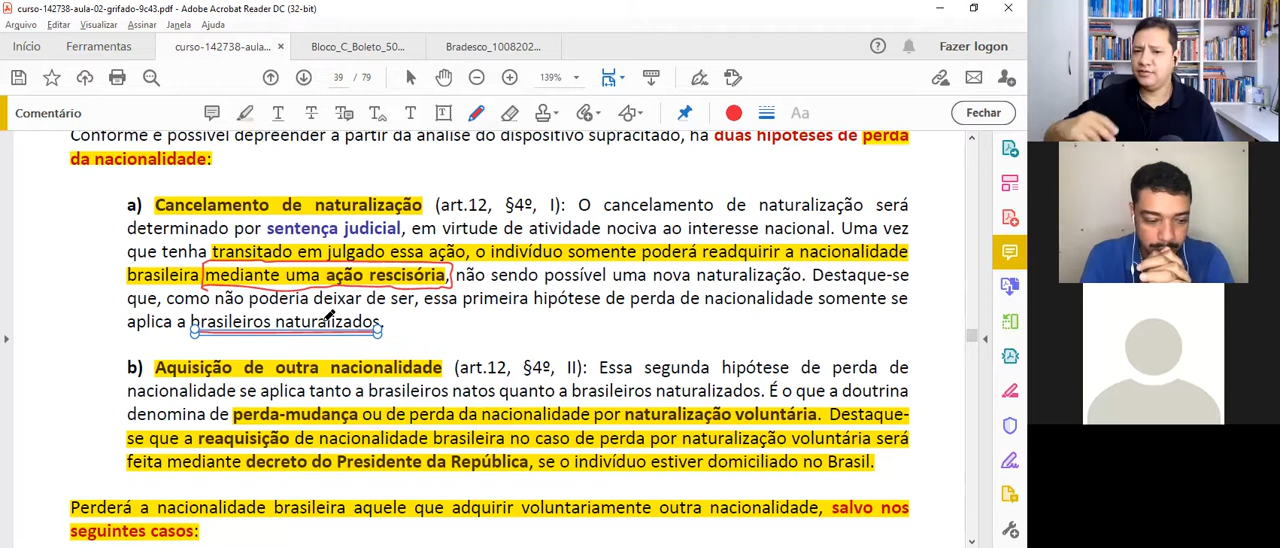 curso-142738-aula-02-grifado-9c43.pdf - Adobe Acrobat Reader DC (32-bit)
Arquivo Editar Visualizar Assinar Janela Ajuda
Início Ferramentas curso-142738-aula-... × Bloco_C_Boleto_50... Bradesco_1008202... Fazer logon
39 / 79 139%
Comentário Aa Fechar
Conforme é possível depreender a partir da análise do dispositivo supracitado, há duas hipóteses de perda
da nacionalidade:
a) Cancelamento de naturalização (art.12, §4º, I): O cancelamento de naturalização será
determinado por sentença judicial, em virtude de atividade nociva ao interesse nacional. Uma vez
que tenha transitado em julgado essa ação, o indivíduo somente poderá readquirir a nacionalidade
brasileira mediante uma ação rescisória, não sendo possível uma nova naturalização. Destaque-se
que, como não poderia deixar de ser, essa primeira hipótese de perda de nacionalidade somente se
aplica a brasileiros naturalizados.
b) Aquisição de outra nacionalidade (art.12, §4º, II): Essa segunda hipótese de perda de
nacionalidade se aplica tanto a brasileiros natos quanto a brasileiros naturalizados. É o que a doutrina
denomina de perda-mudança ou de perda da nacionalidade por naturalização voluntária. Destaque-
se que a reaquisição de nacionalidade brasileira no caso de perda por naturalização voluntária será
feita mediante decreto do Presidente da República, se o indivíduo estiver domiciliado no Brasil.
Perderá a nacionalidade brasileira aquele que adquirir voluntariamente outra nacionalidade, salvo nos
seguintes casos: